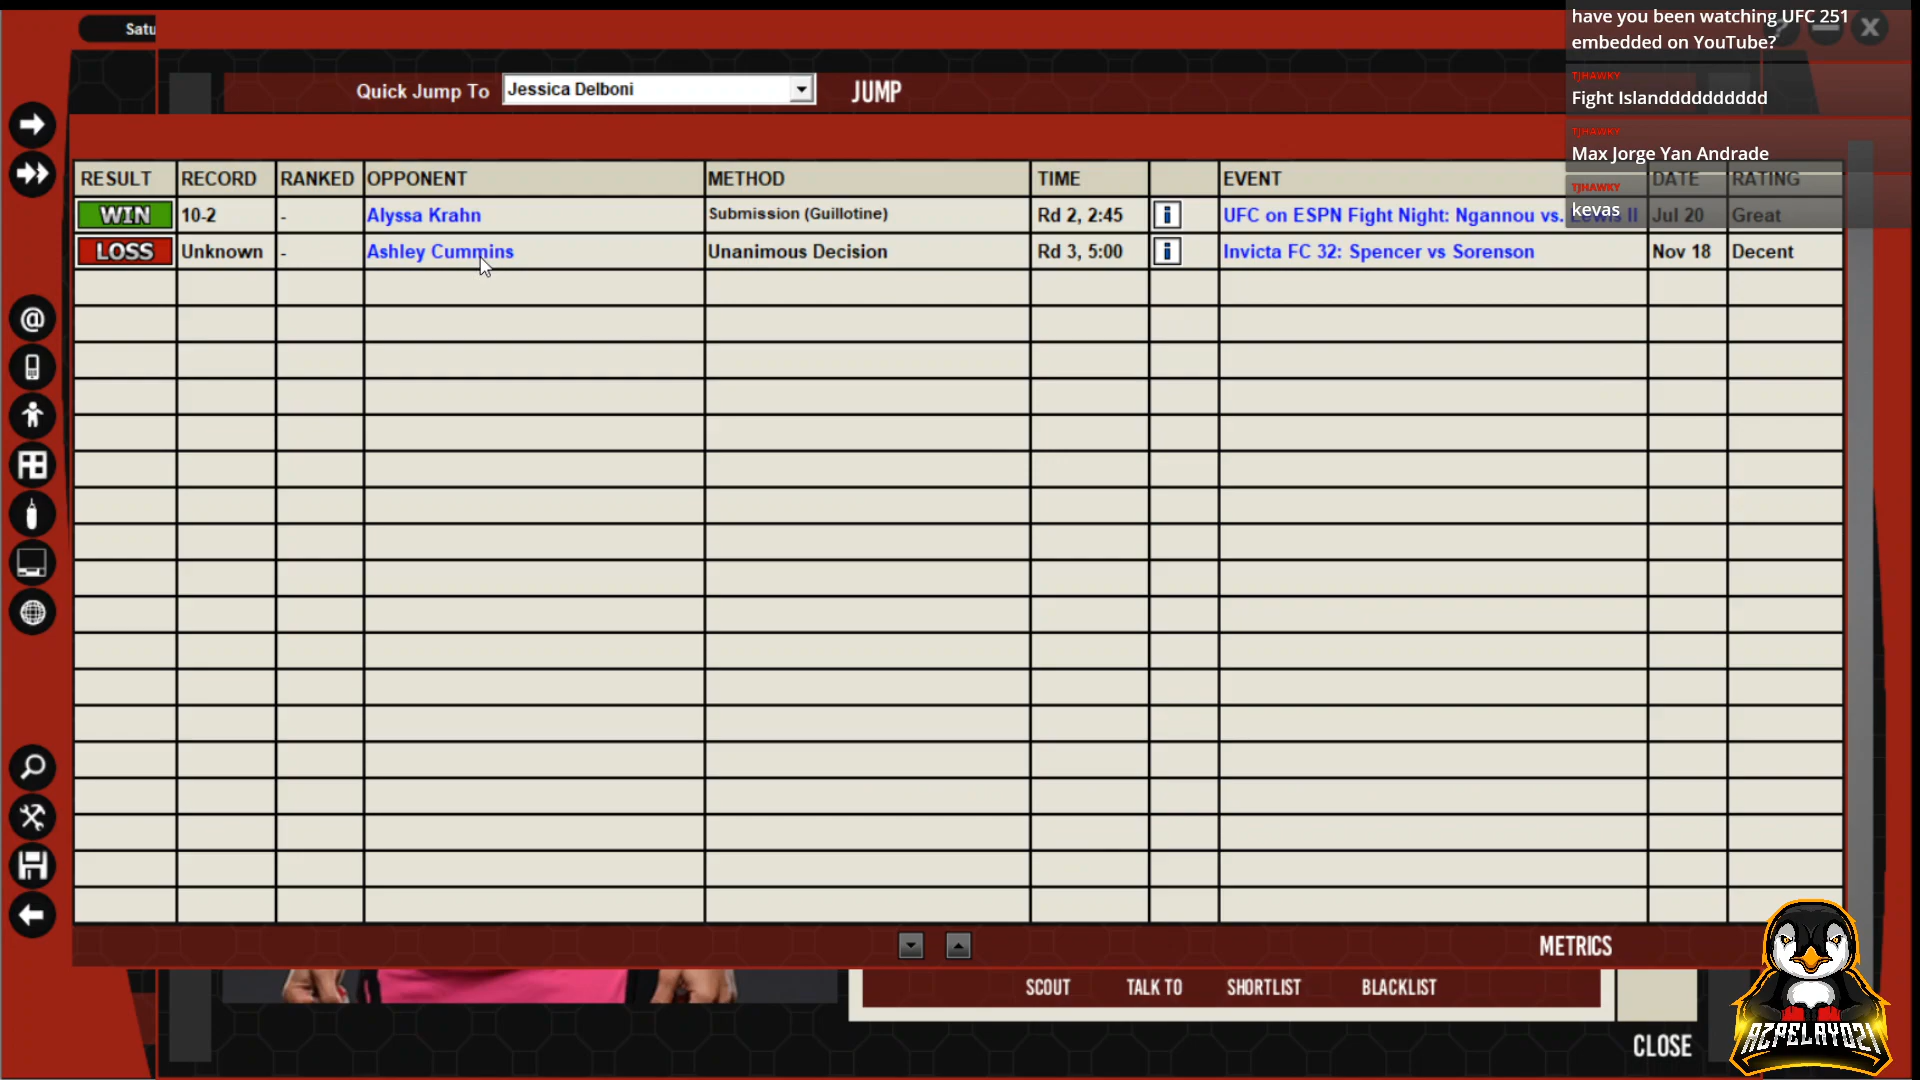 have you been watching UFC 251
embedded on YouTube?
Satu
Quick Jump To Jessica Delboni JUMP
TJHAWKY
Fight Islandddddddddd
TJHAWKY
Max Jorge Yan Andrade
TJHAWKY
kevas
RESULT RECORD RANKED OPPONENT METHOD TIME EVENT DATE RATING
WIN 10-2 - Alyssa Krahn Submission (Guillotine) Rd 2, 2:45 i UFC on ESPN Fight Night: Ngannou vs. Lewis II Jul 20 Great
LOSS Unknown - Ashley Cummins Unanimous Decision Rd 3, 5:00 i Invicta FC 32: Spencer vs Sorenson Nov 18 Decent
METRICS
SCOUT TALK TO SHORTLIST BLACKLIST
CLOSE
AZPELAYO21